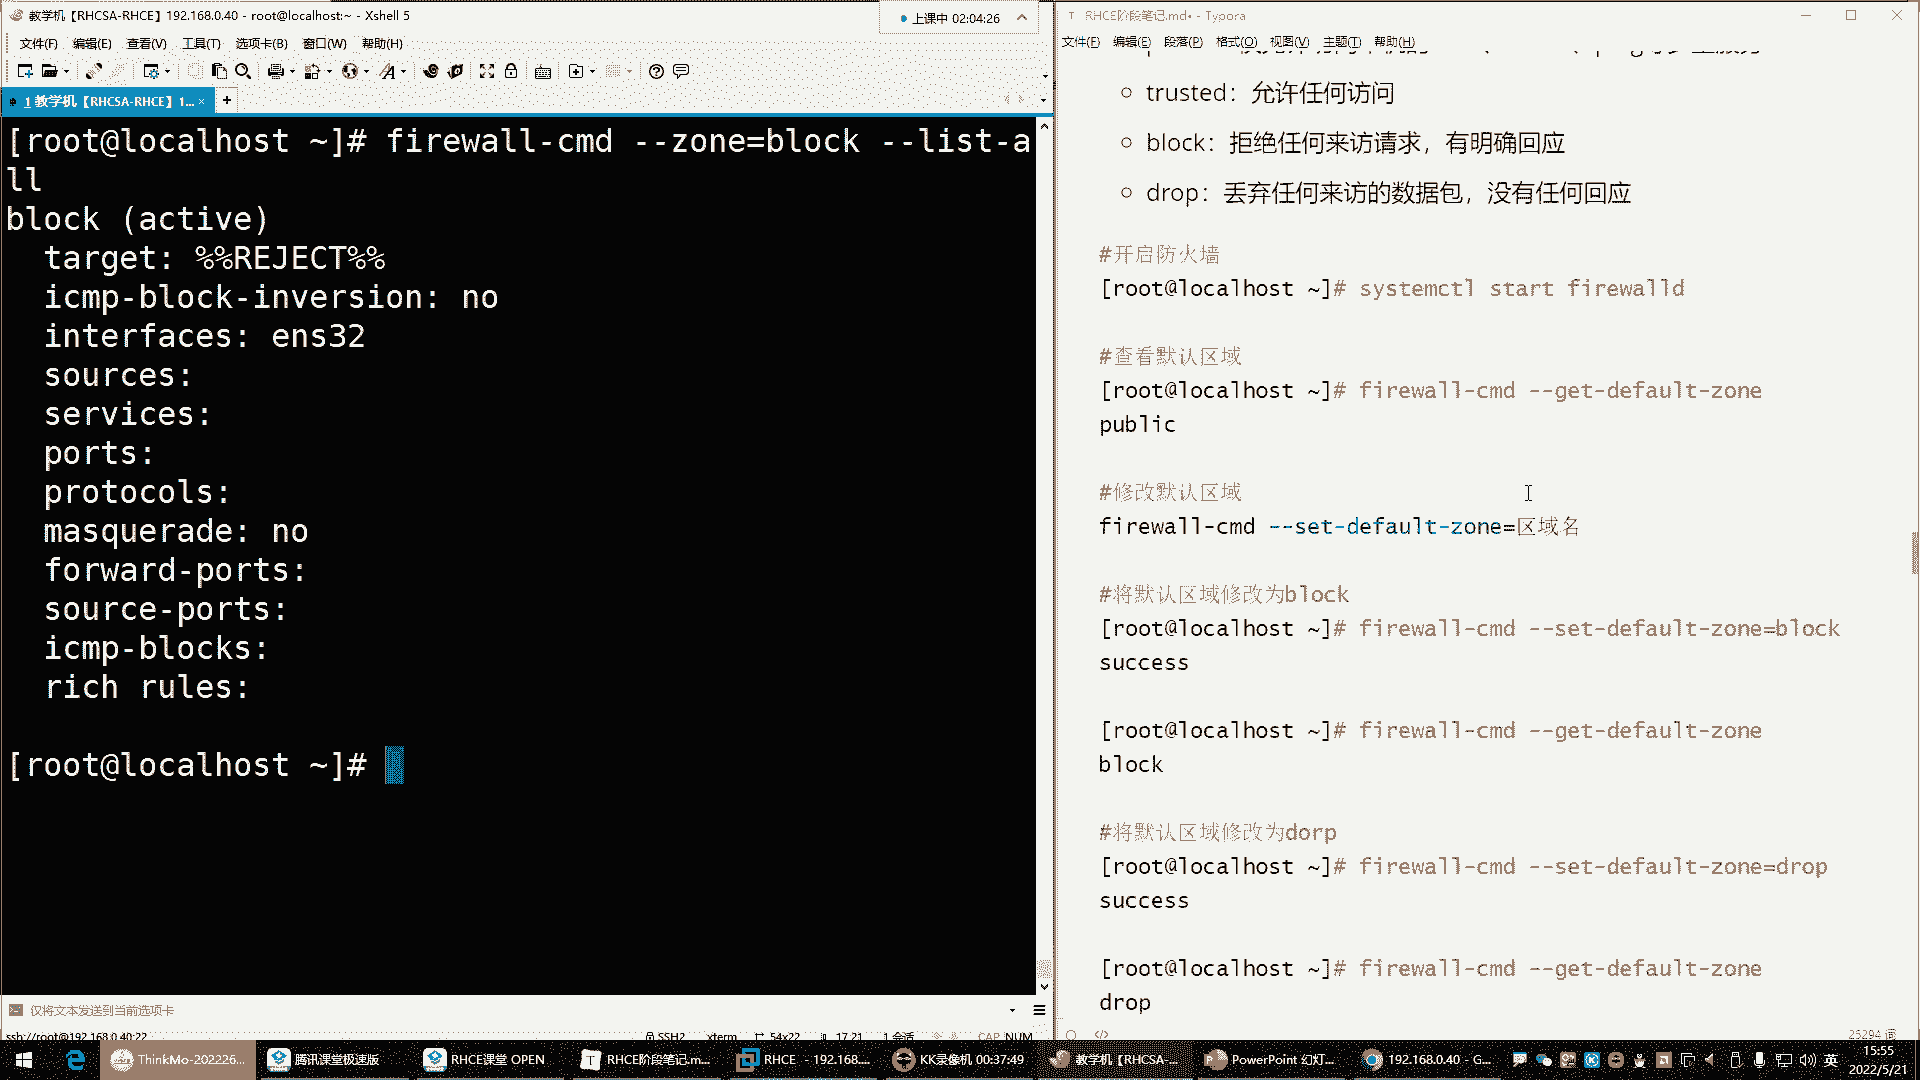 教学机【RHCSA-RHCE】192.168.0.40 - root@localhost:~ - Xshell 5
上课中 02:04:26
文件(F) 编辑(E) 查看(V) 工具(T) 选项卡(B) 窗口(W) 帮助(H)
1 教学机【RHCSA-RHCE】1... × +
[root@localhost ~]# firewall-cmd --zone=block --list-a
ll
block (active)
target: %%REJECT%%
icmp-block-inversion: no
interfaces: ens32
sources:
services:
ports:
protocols:
masquerade: no
forward-ports:
source-ports:
icmp-blocks:
rich rules:
[root@localhost ~]#
仅将文本发送到当前选项卡
ssh://root@192.168.0.40:22 SSH2 xterm 54x22 17,21 1 会话 CAP NUM
RHCE阶段笔记.md• - Typora
文件(F) 编辑(E) 段落(P) 格式(O) 视图(V) 主题(T) 帮助(H)
trusted：允许任何访问
block：拒绝任何来访请求，有明确回应
drop：丢弃任何来访的数据包，没有任何回应
#开启防火墙
[root@localhost ~]# systemctl start firewalld
#查看默认区域
[root@localhost ~]# firewall-cmd --get-default-zone
public
#修改默认区域
firewall-cmd --set-default-zone=区域名
#将默认区域修改为block
[root@localhost ~]# firewall-cmd --set-default-zone=block
success
[root@localhost ~]# firewall-cmd --get-default-zone
block
#将默认区域修改为dorp
[root@localhost ~]# firewall-cmd --set-default-zone=drop
success
[root@localhost ~]# firewall-cmd --get-default-zone
drop
25294 词
ThinkMo-202226... 腾讯课堂极速版 RHCE课堂 OPEN RHCE阶段笔记.m... RHCE - 192.168.... KK录像机 00:37:49 教学机【RHCSA-... PowerPoint 幻灯... 192.168.0.40 - G... 英
15:55
2022/5/21